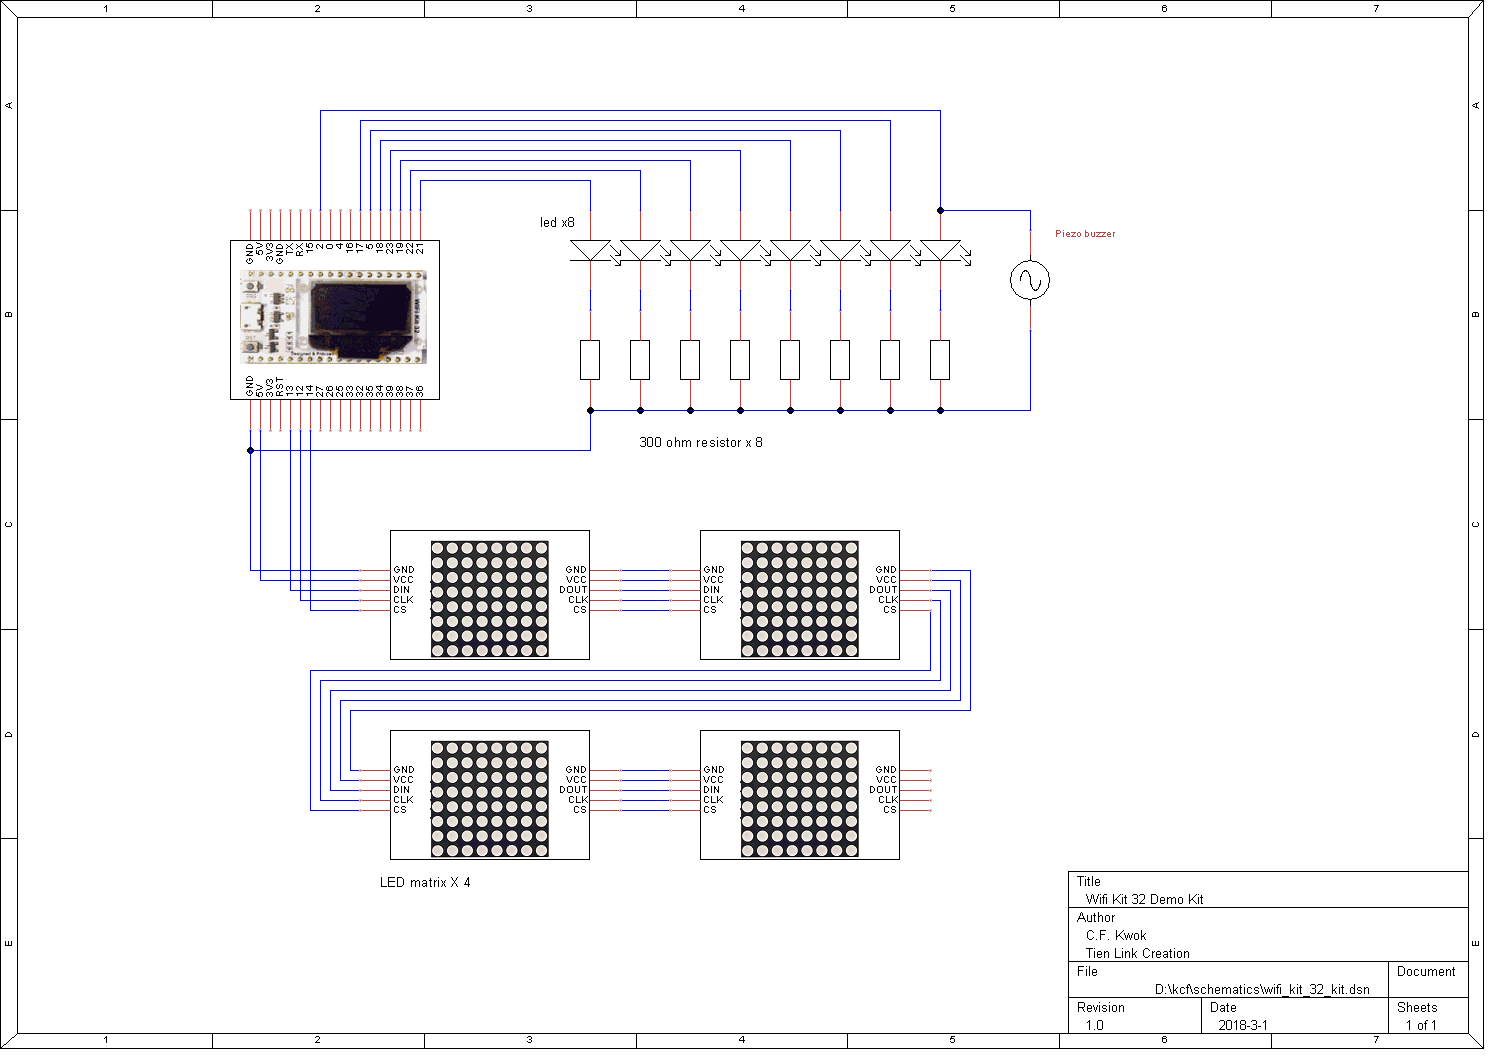 1 2 3 4 5 6 7
A A
led x8
Piezo buzzer
GND 5V 3V3 GND TX RX 15 2 0 4 16 17 5 18 23 19 22 21
B B
WIFI Kit 32
GND 5V 3V3 RST 13 12 14 27 26 25 33 32 35 34 39 38 37 36
300 ohm resistor x 8
C C
GND GND GND GND
VCC VCC VCC VCC
DIN DOUT DIN DOUT
CLK CLK CLK CLK
CS CS CS CS
D D
GND GND GND GND
VCC VCC VCC VCC
DIN DOUT DIN DOUT
CLK CLK CLK CLK
CS CS CS CS
LED matrix X 4
E E
Title
Wifi Kit 32 Demo Kit
Author
C.F. Kwok
Tien Link Creation
File Document
D:\kcf\schematics\wifi_kit_32_kit.dsn
Revision Date Sheets
1.0 2018-3-1 1 of 1
1 2 3 4 5 6 7